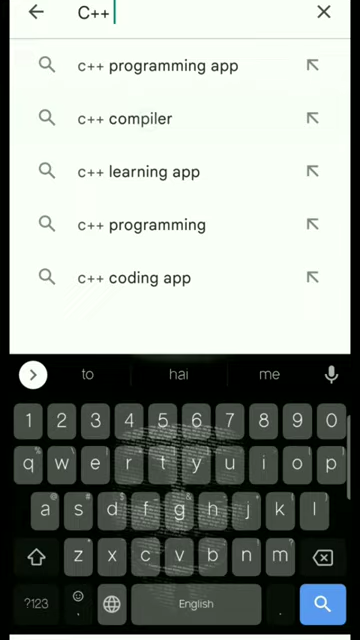 C++
c++ programming app
c++ compiler
c++ learning app
c++ programming
c++ coding app
to hai me
1 2 3 4 5 6 7 8 9 0
q w e r t y u i o p
a s d f g h j k l
z x c v b n m
?123 , English .